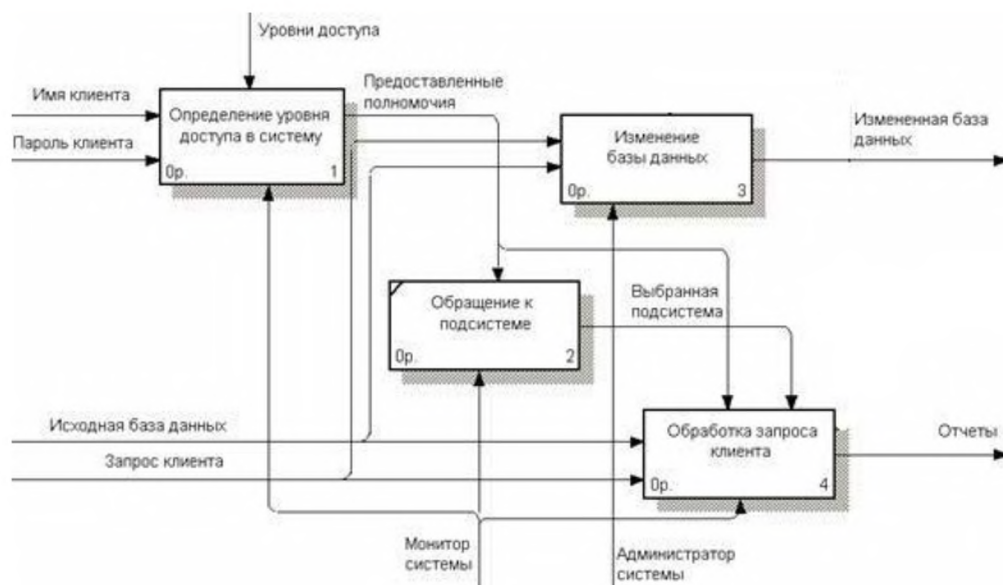 Уровни доступа
Имя клиента
Пароль клиента
Определение уровня
доступа в систему
0р.
1
Предоставленные
полномочия
Изменение
базы данных
0р.
3
Измененная база
данных
Обращение к
подсистеме
0р.
2
Выбранная
подсистема
Исходная база данных
Запрос клиента
Обработка запроса
клиента
0р.
4
Отчеты
Монитор
системы
Администратор
системы